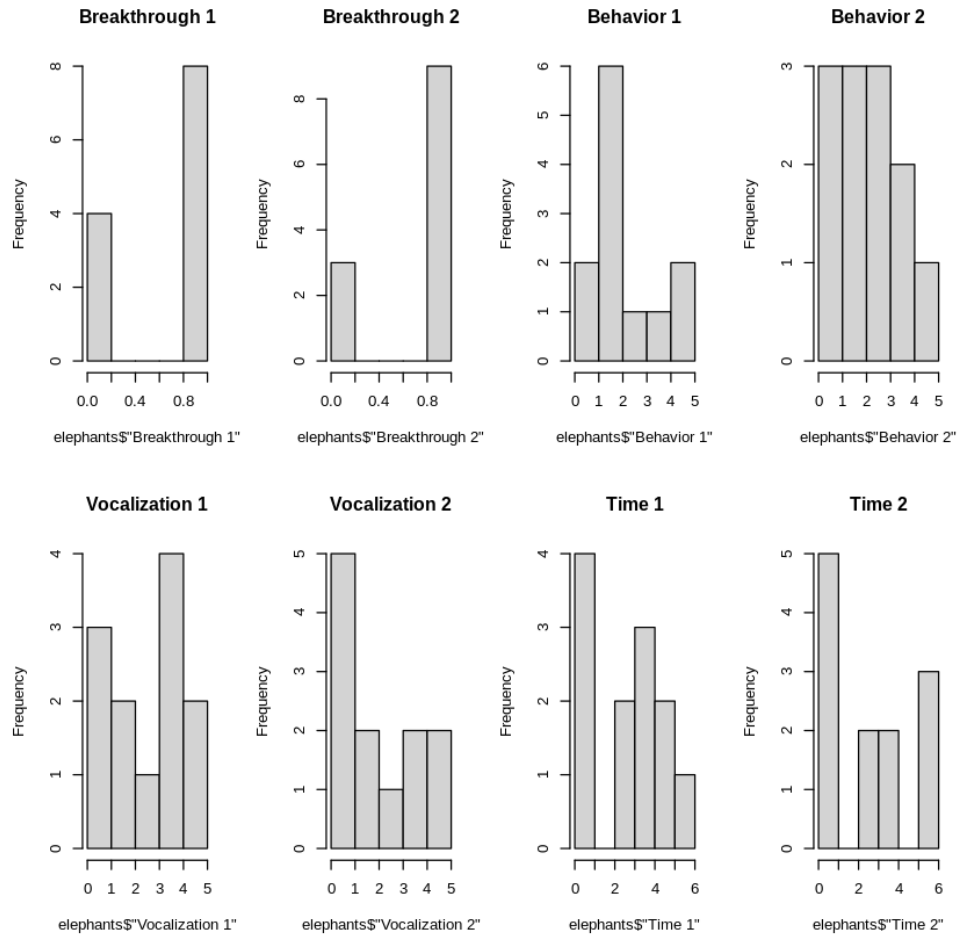 Breakthrough 1
Frequency
0 2 4 6 8
0.0 0.4 0.8
elephants$"Breakthrough 1"
Breakthrough 2
Frequency
0 2 4 6 8
0.0 0.4 0.8
elephants$"Breakthrough 2"
Behavior 1
Frequency
0 1 2 3 4 5 6
0 1 2 3 4 5
elephants$"Behavior 1"
Behavior 2
Frequency
0 1 2 3
0 1 2 3 4 5
elephants$"Behavior 2"
Vocalization 1
Frequency
0 1 2 3 4
0 1 2 3 4 5
elephants$"Vocalization 1"
Vocalization 2
Frequency
0 1 2 3 4 5
0 1 2 3 4 5
elephants$"Vocalization 2"
Time 1
Frequency
0 1 2 3 4
0 2 4 6
elephants$"Time 1"
Time 2
Frequency
0 1 2 3 4 5
0 2 4 6
elephants$"Time 2"